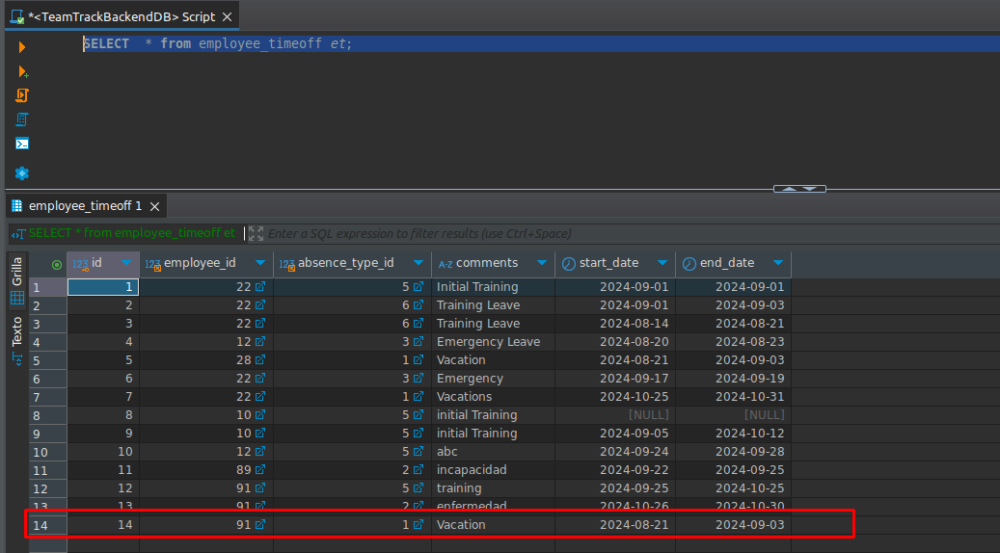 *<TeamTrackBackendDB> Script
SELECT * from employee_timeoff et;
employee_timeoff 1
SELECT * from employee_timeoff et Enter a SQL expression to filter results (use Ctrl+Space)
Grilla
Texto
123 id 123 employee_id 123 absence_type_id A-Z comments start_date end_date
1 1 22 5 Initial Training 2024-09-01 2024-09-01
2 2 22 6 Training Leave 2024-09-01 2024-09-03
3 3 22 6 Training Leave 2024-08-14 2024-08-21
4 4 12 3 Emergency Leave 2024-08-20 2024-08-23
5 5 28 1 Vacation 2024-08-21 2024-09-03
6 6 22 3 Emergency 2024-09-17 2024-09-19
7 7 22 1 Vacations 2024-10-25 2024-10-31
8 8 10 5 initial Training [NULL] [NULL]
9 9 10 5 initial Training 2024-09-05 2024-10-12
10 10 12 5 abc 2024-09-24 2024-09-28
11 11 89 2 incapacidad 2024-09-22 2024-09-25
12 12 91 5 training 2024-09-25 2024-10-25
13 13 91 2 enfermedad 2024-10-26 2024-10-30
14 14 91 1 Vacation 2024-08-21 2024-09-03